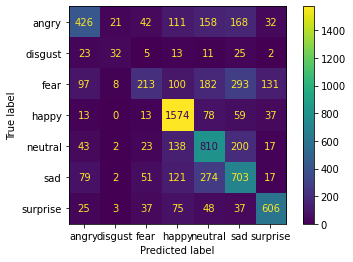 angry 426 21 42 111 158 168 32
disgust 23 32 5 13 11 25 2
fear 97 8 213 100 182 293 131
happy 13 0 13 1574 78 59 37
neutral 43 2 23 138 810 200 17
sad 79 2 51 121 274 703 17
surprise 25 3 37 75 48 37 606
angry disgust fear happy neutral sad surprise
Predicted label
True label
1400
1200
1000
800
600
400
200
0